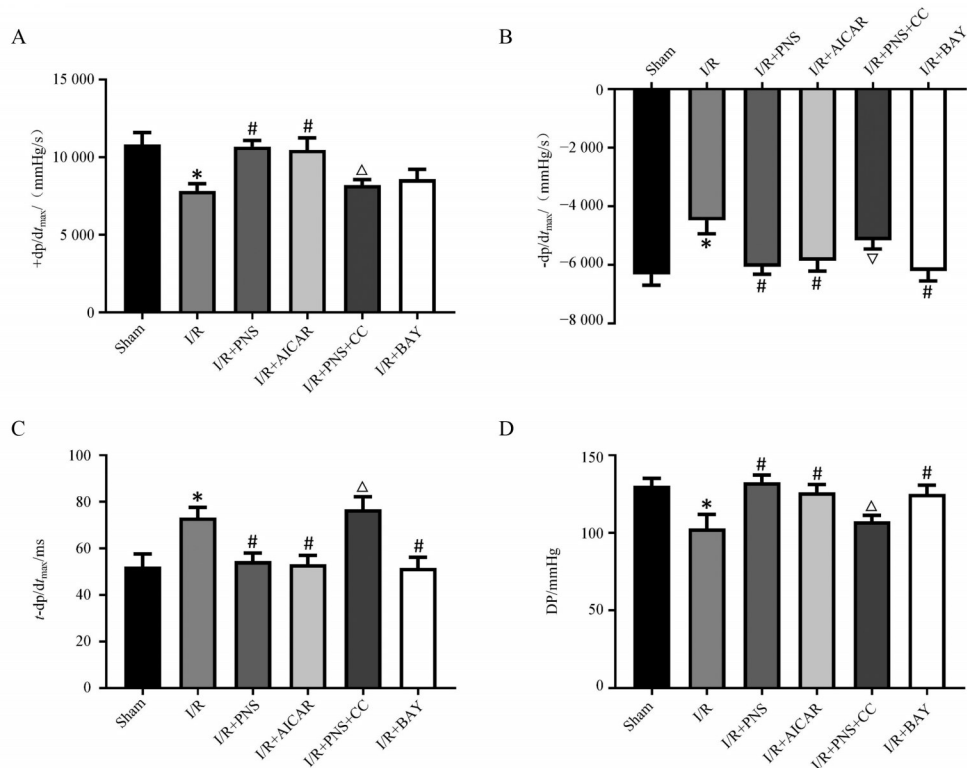 A
+dp/dtmax/（mmHg/s）
15 000
10 000
5 000
0
*
#
#
△
Sham
I/R
I/R+PNS
I/R+AICAR
I/R+PNS+CC
I/R+BAY
B
Sham
I/R
I/R+PNS
I/R+AICAR
I/R+PNS+CC
I/R+BAY
-dp/dtmax/（mmHg/s）
0
−2 000
−4 000
−6 000
−8 000
*
#
#
▽
#
C
t-dp/dtmax/ms
100
80
60
40
20
0
*
#
#
△
#
Sham
I/R
I/R+PNS
I/R+AICAR
I/R+PNS+CC
I/R+BAY
D
DP/mmHg
150
100
50
0
*
#
#
△
#
Sham
I/R
I/R+PNS
I/R+AICAR
I/R+PNS+CC
I/R+BAY